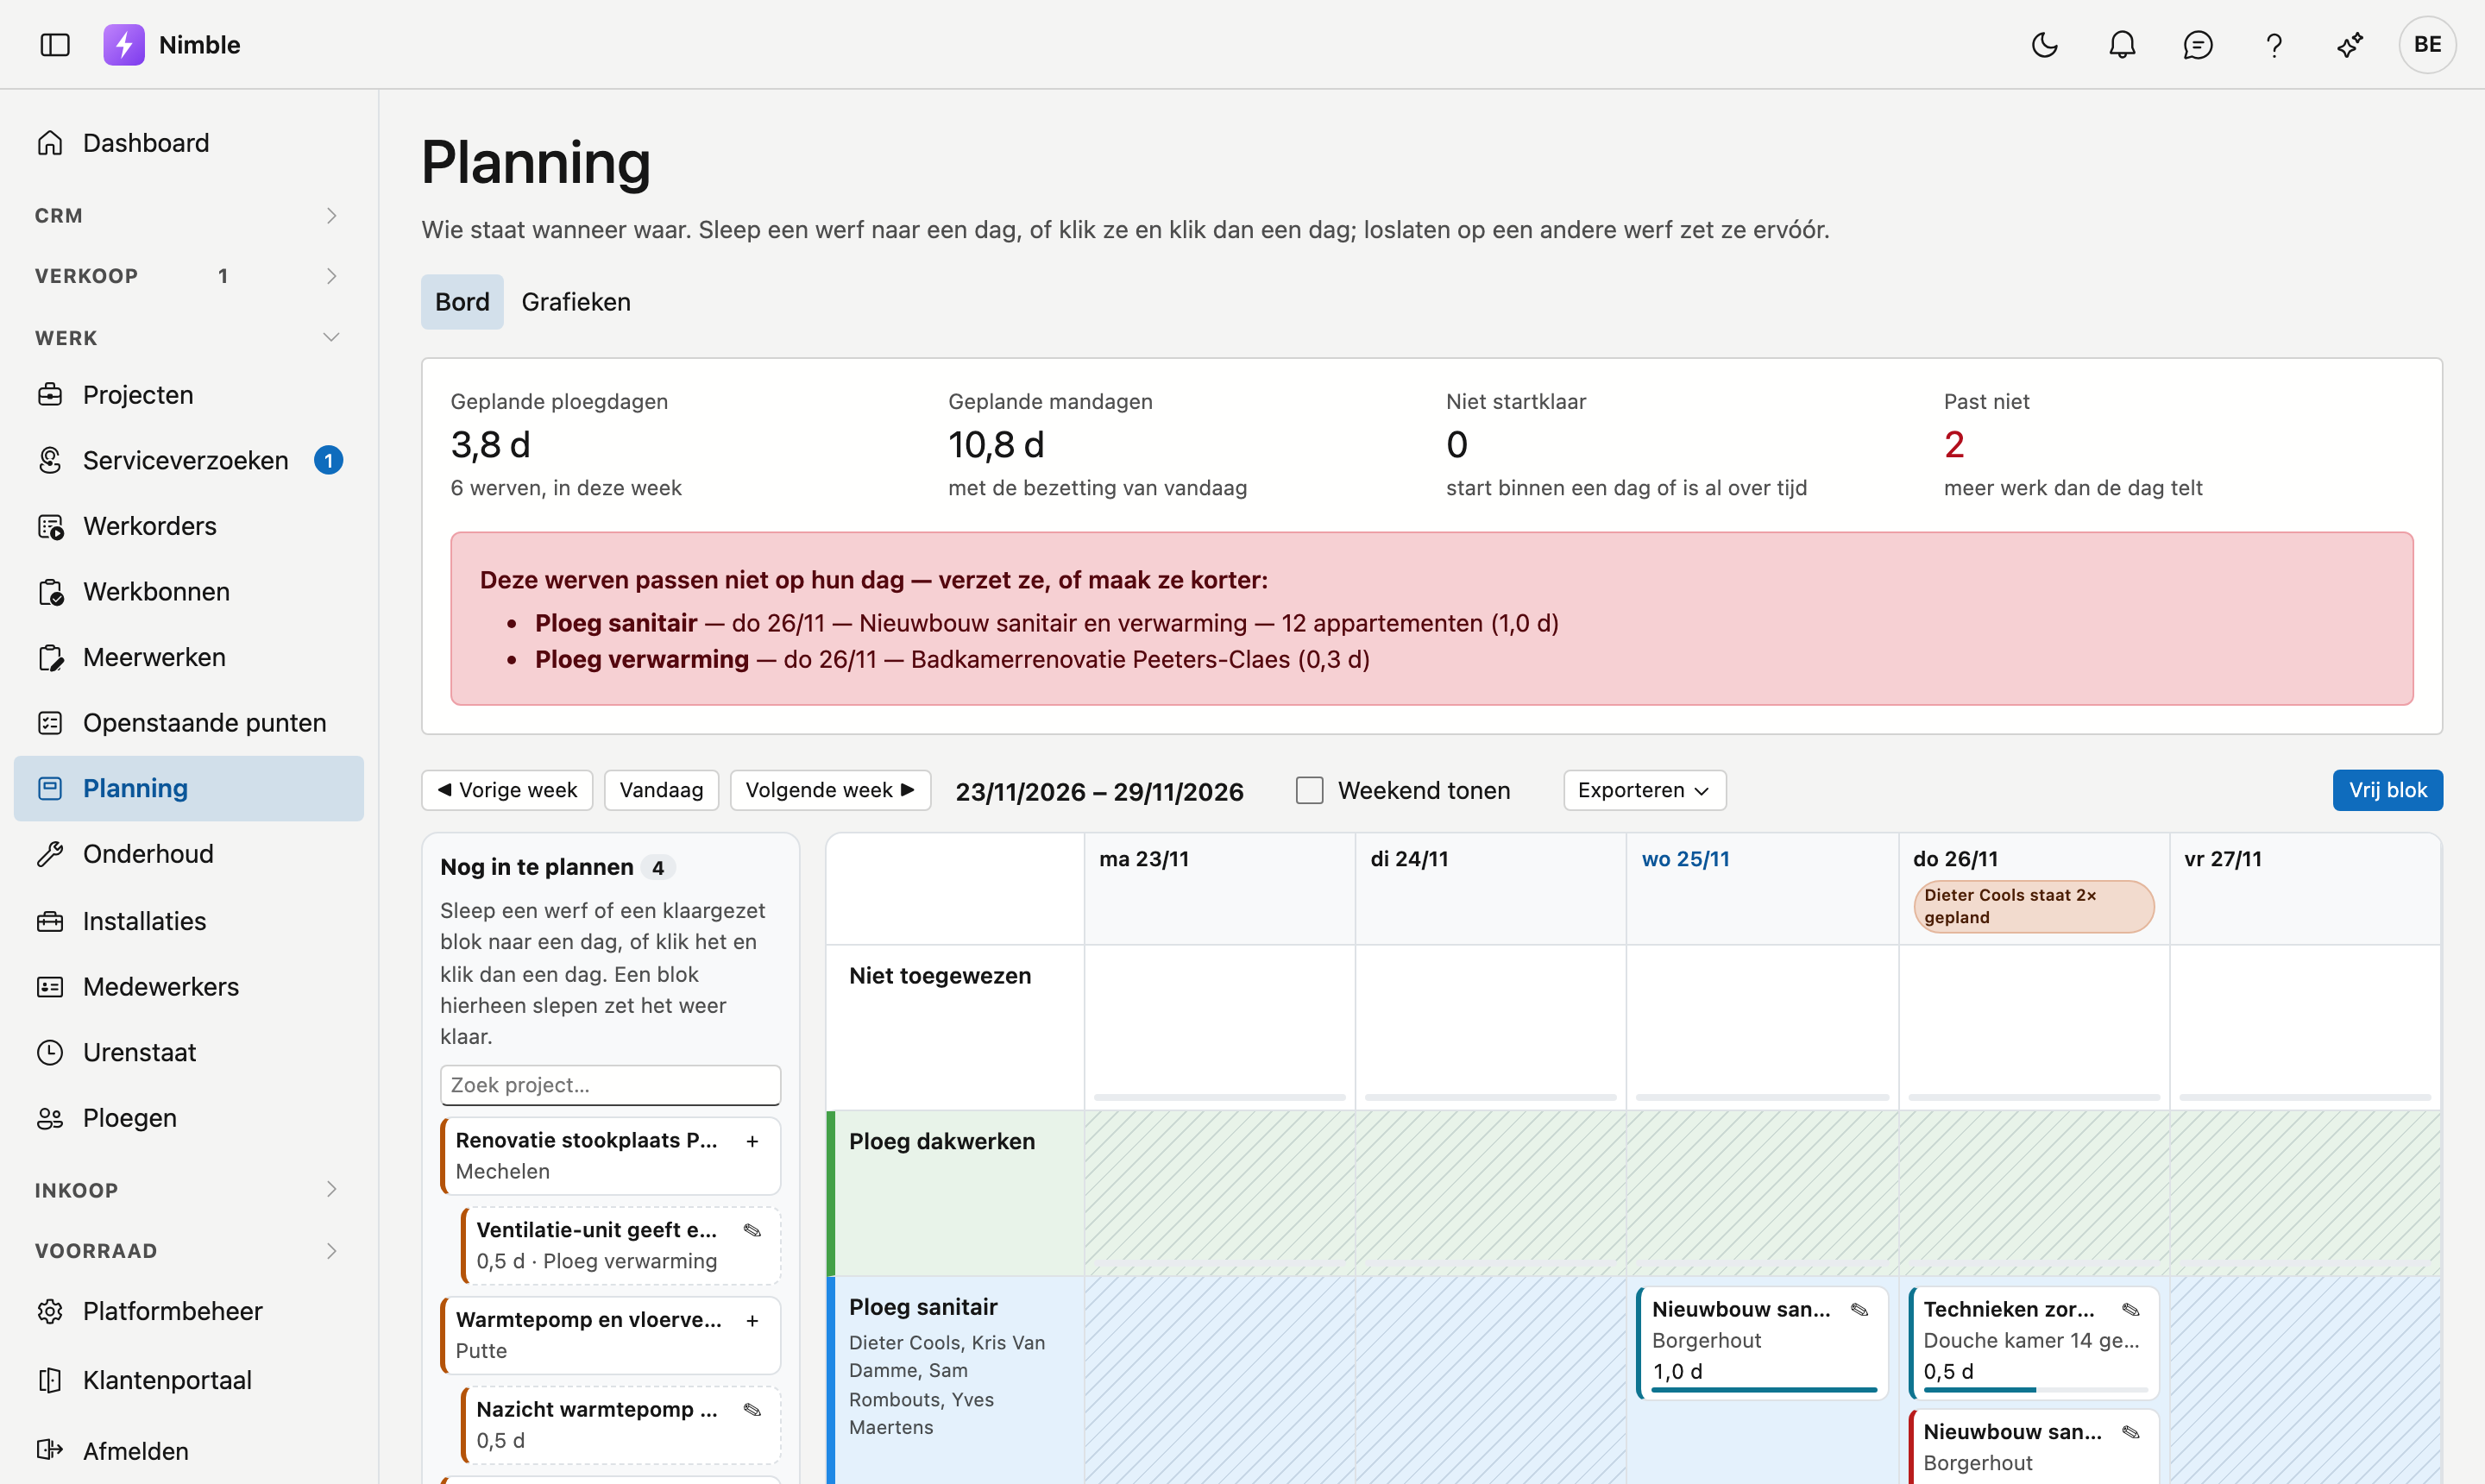 Nimble
BE
Dashboard
CRM
VERKOOP 1
WERK
Projecten
Serviceverzoeken 1
Werkorders
Werkbonnen
Meerwerken
Openstaande punten
Planning
Onderhoud
Installaties
Medewerkers
Urenstaat
Ploegen
INKOOP
VOORRAAD
Platformbeheer
Klantenportaal
Afmelden
Planning
Wie staat wanneer waar. Sleep een werf naar een dag, of klik ze en klik dan een dag; loslaten op een andere werf zet ze ervóór.
Bord Grafieken
Geplande ploegdagen
3,8 d
6 werven, in deze week
Geplande mandagen
10,8 d
met de bezetting van vandaag
Niet startklaar
0
start binnen een dag of is al over tijd
Past niet
2
meer werk dan de dag telt
Deze werven passen niet op hun dag — verzet ze, of maak ze korter:
• Ploeg sanitair — do 26/11 — Nieuwbouw sanitair en verwarming — 12 appartementen (1,0 d)
• Ploeg verwarming — do 26/11 — Badkamerrenovatie Peeters-Claes (0,3 d)
Vorige week Vandaag Volgende week 23/11/2026 – 29/11/2026 Weekend tonen Exporteren Vrij blok
Nog in te plannen 4
Sleep een werf of een klaargezet
blok naar een dag, of klik het en
klik dan een dag. Een blok
hierheen slepen zet het weer
klaar.
Zoek project...
Renovatie stookplaats P... +
Mechelen
Ventilatie-unit geeft e...
0,5 d · Ploeg verwarming
Warmtepomp en vloerve... +
Putte
Nazicht warmtepomp ...
0,5 d
ma 23/11 di 24/11 wo 25/11 do 26/11 vr 27/11
Dieter Cools staat 2×
gepland
Niet toegewezen
Ploeg dakwerken
Ploeg sanitair
Dieter Cools, Kris Van
Damme, Sam
Rombouts, Yves
Maertens
Nieuwbouw san...
Borgerhout
1,0 d
Technieken zor...
Douche kamer 14 ge...
0,5 d
Nieuwbouw san...
Borgerhout